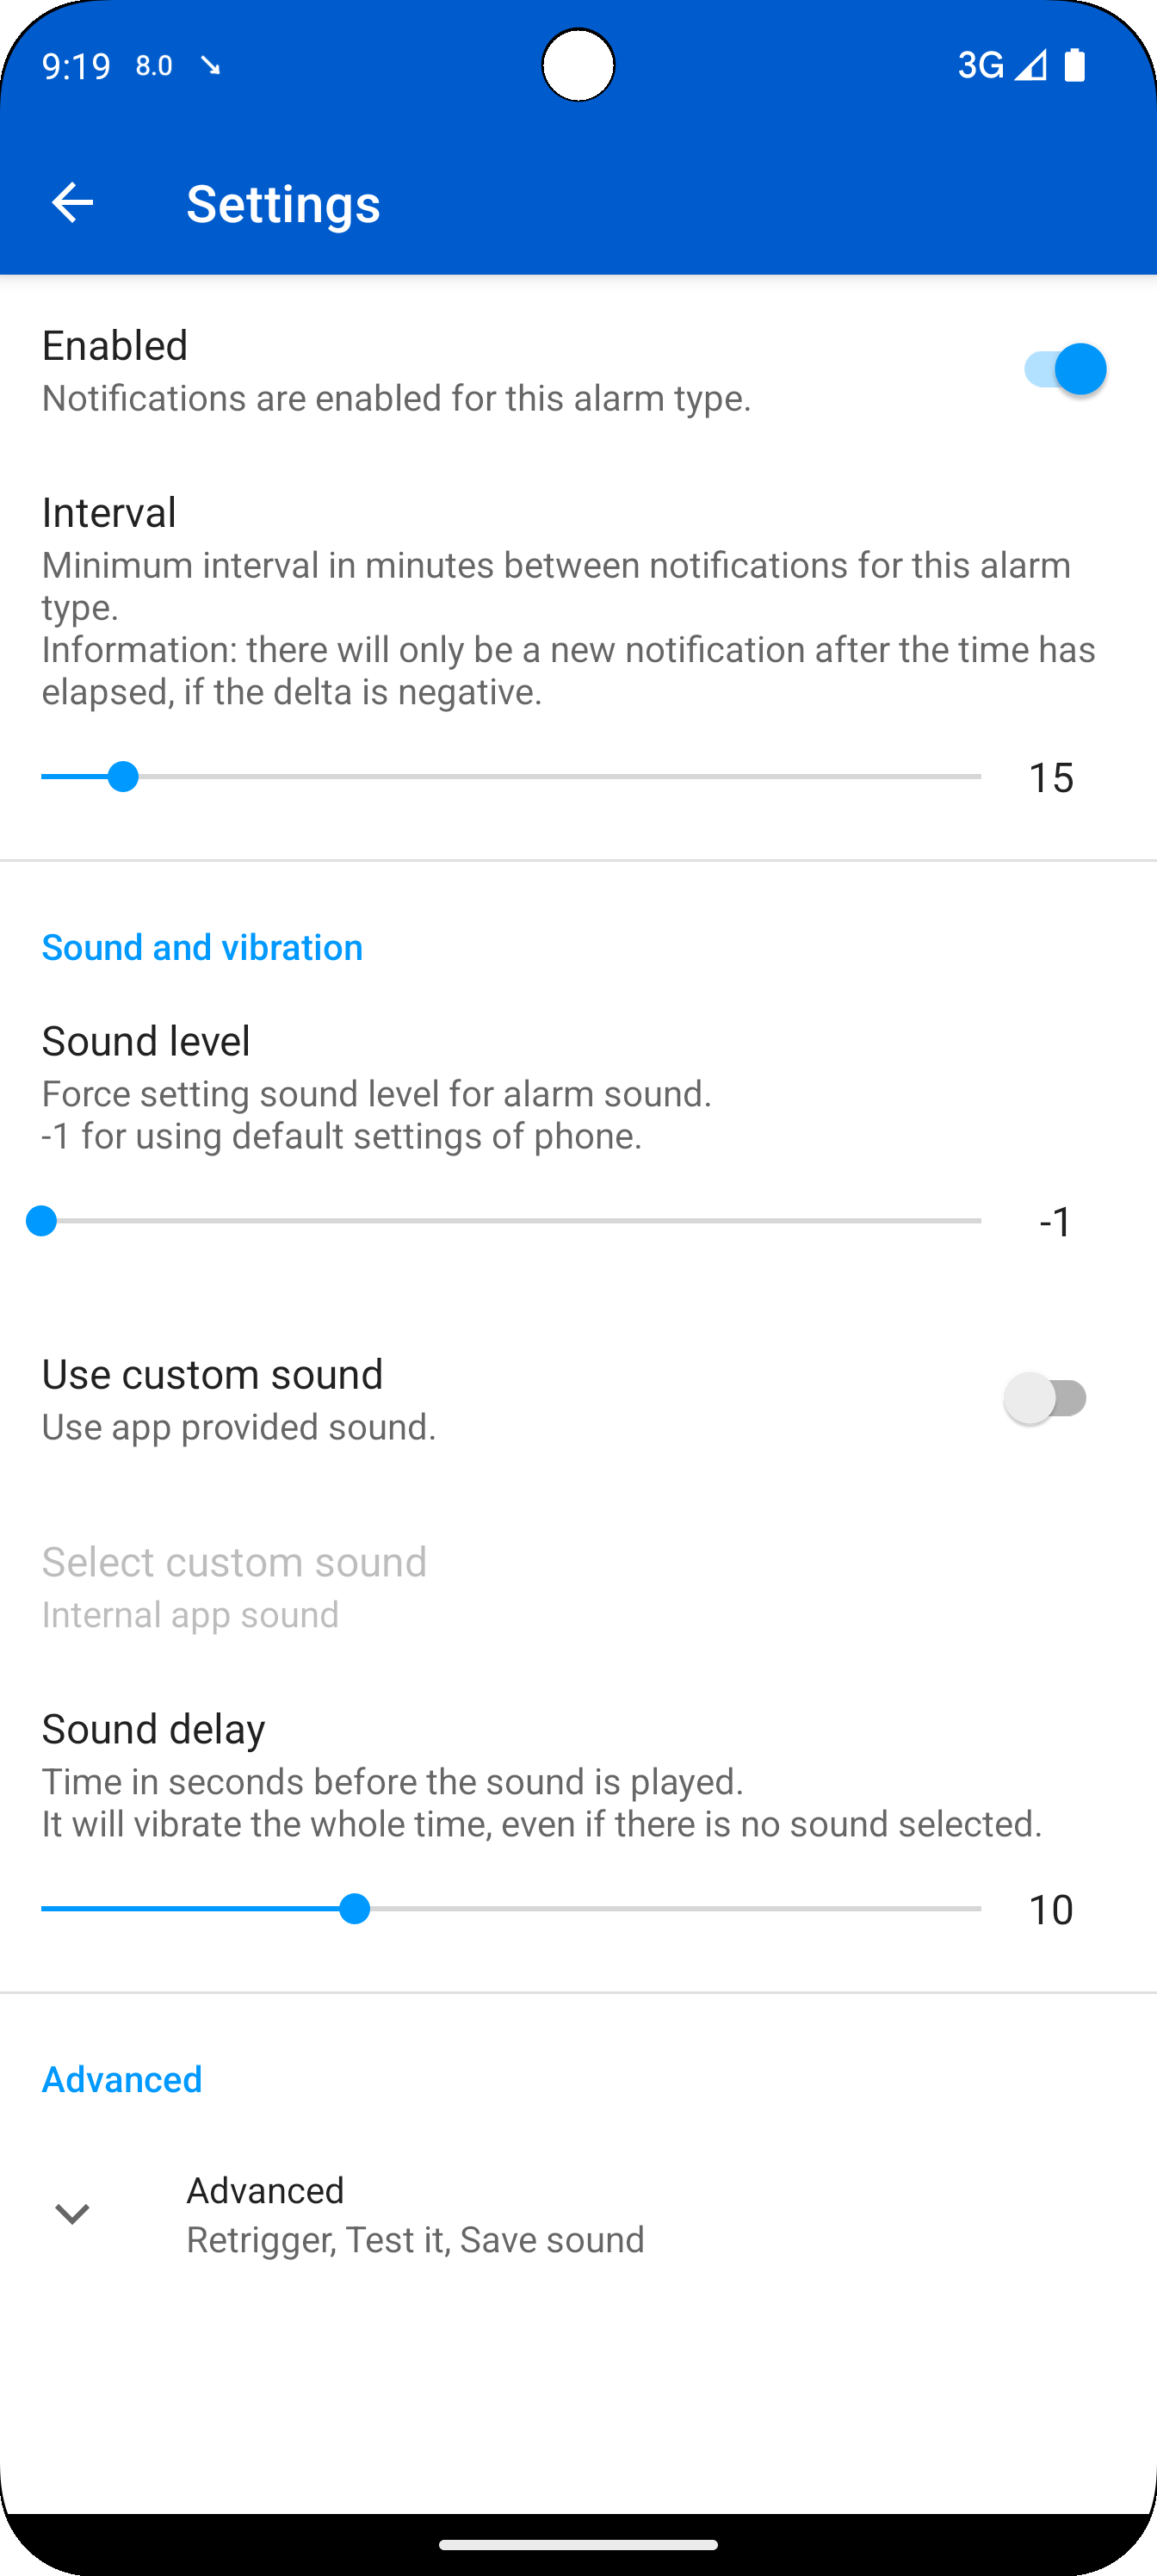 9:19 8.0 ↘ 3G
Settings
Enabled
Notifications are enabled for this alarm type.
Interval
Minimum interval in minutes between notifications for this alarm
type.
Information: there will only be a new notification after the time has
elapsed, if the delta is negative.
15
Sound and vibration
Sound level
Force setting sound level for alarm sound.
-1 for using default settings of phone.
-1
Use custom sound
Use app provided sound.
Select custom sound
Internal app sound
Sound delay
Time in seconds before the sound is played.
It will vibrate the whole time, even if there is no sound selected.
10
Advanced
Advanced
Retrigger, Test it, Save sound